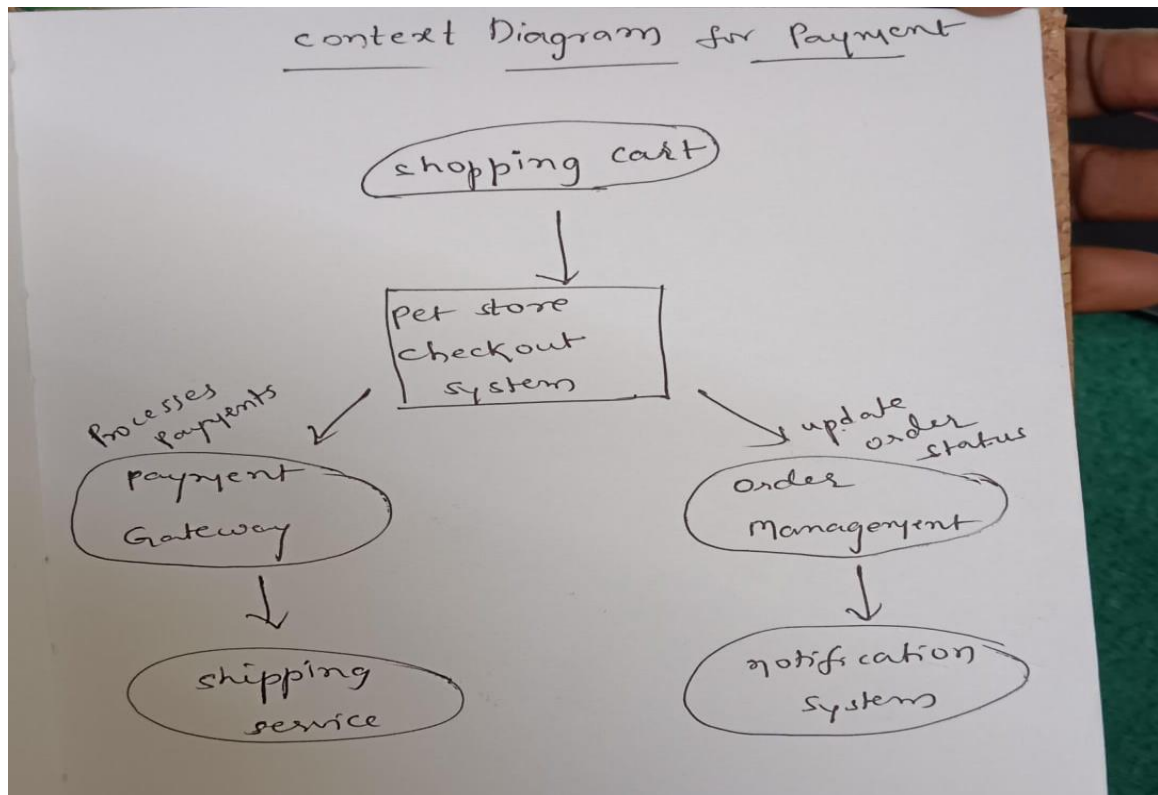 context Diagram for Payment
shopping cart
pet store
checkout
system
Processes
payments
update
order
status
payment
Gateway
order
Management
shipping
service
notification
system